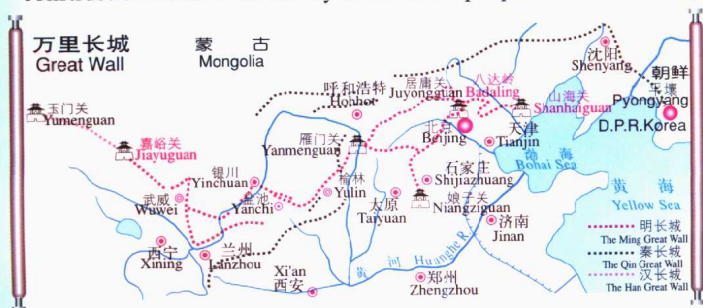 万里长城
Great Wall
蒙 古
Mongolia
沈阳
Shenyang
朝鲜
平壤
Pyongyang
D.P.R.Korea
呼和浩特
Hohhot
居庸关
Juyongguan
八达岭
Badaling
山海关
Shanhaiguan
玉门关
Yumenguan
嘉峪关
Jiayuguan
雁门关
Yanmenguan
北京
Beijing
天津
Tianjin
渤 海
Bohai Sea
银川
Yinchuan
榆林
Yulin
石家庄
Shijiazhuang
黄 海
Yellow Sea
武威
Wuwei
盐池
Yanchi
太原
Taiyuan
娘子关
Niangziguan
济南
Jinan
西宁
Xining
兰州
Lanzhou
Xi'an
西安
黄 河 Huanghe R.
郑州
Zhengzhou
明长城
The Ming Great Wall
秦长城
The Qin Great Wall
汉长城
The Han Great Wall